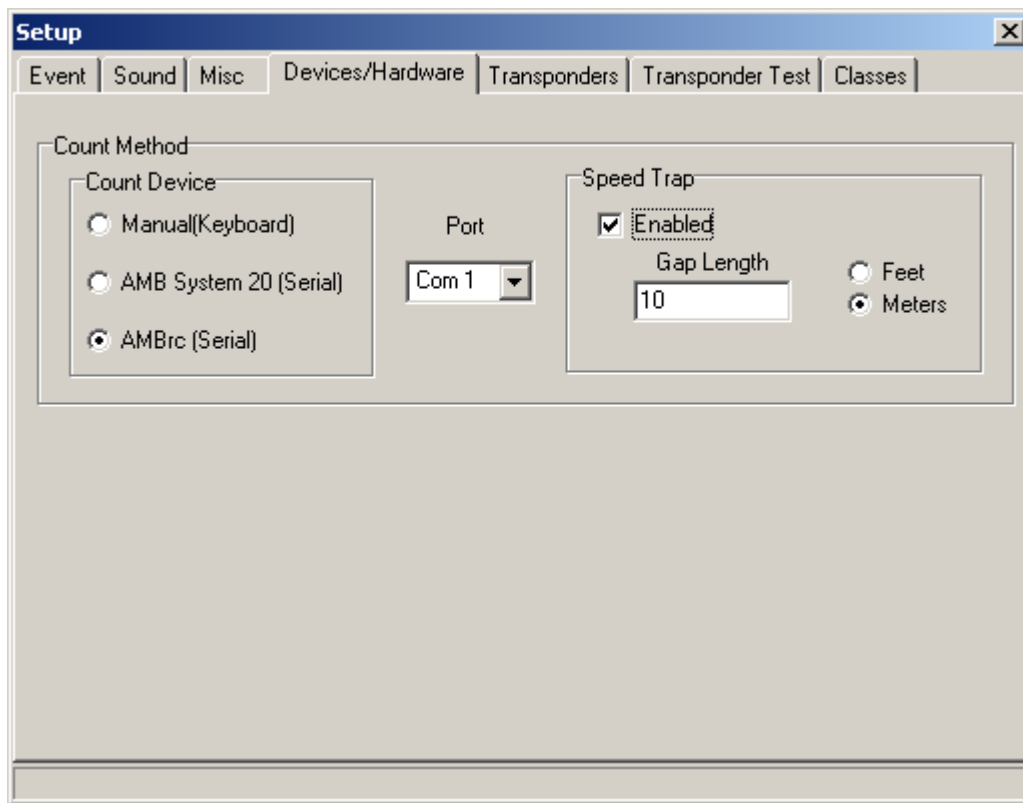 Setup
Event Sound Misc Devices/Hardware Transponders Transponder Test Classes
Count Method
Count Device
Manual(Keyboard)
AMB System 20 (Serial)
AMBrc (Serial)
Port
Com 1
Speed Trap
Enabled
Gap Length
10
Feet
Meters